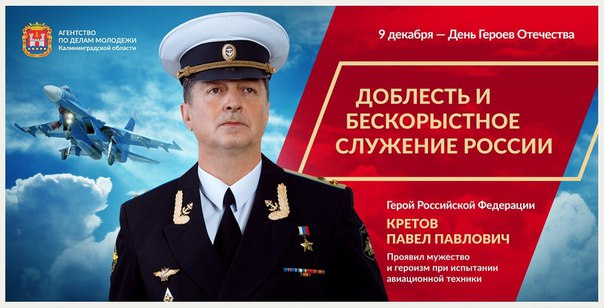 АГЕНТСТВО
ПО ДЕЛАМ МОЛОДЕЖИ
Калининградской области
9 декабря — День Героев Отечества
ДОБЛЕСТЬ И
БЕСКОРЫСТНОЕ
СЛУЖЕНИЕ РОССИИ
Герой Российской Федерации
КРЕТОВ
ПАВЕЛ ПАВЛОВИЧ
Проявил мужество
и героизм при испытании
авиационной техники